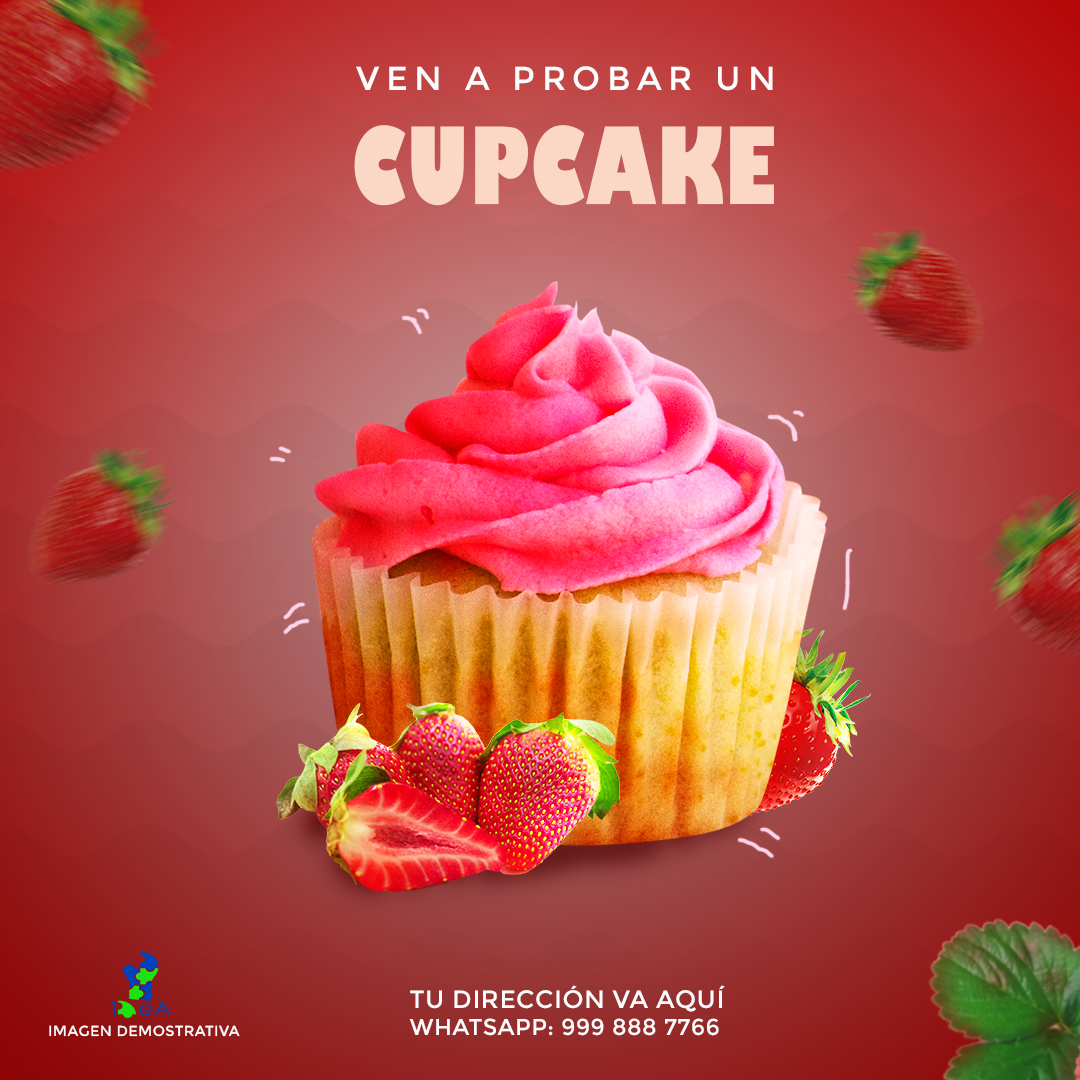 VEN A PROBAR UN
CUPCAKE
IMAGEN DEMOSTRATIVA
TU DIRECCIÓN VA AQUÍ
WHATSAPP: 999 888 7766